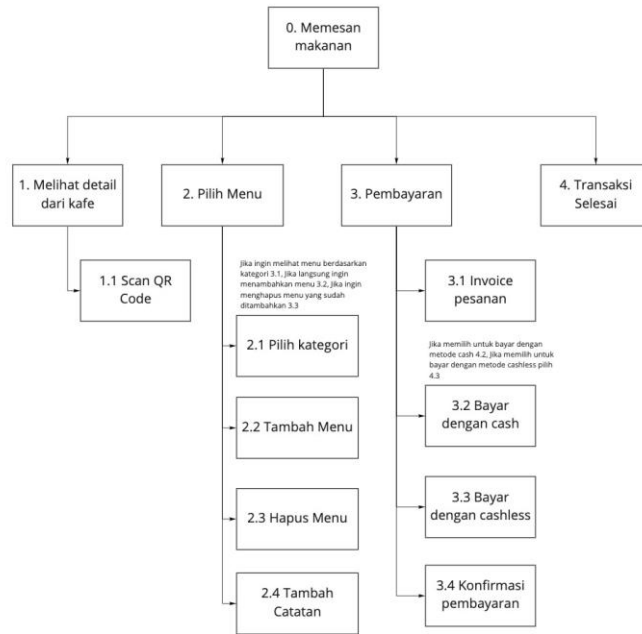 0. Memesan
makanan
1. Melihat detail
dari kafe
2. Pilih Menu
3. Pembayaran
4. Transaksi
Selesai
1.1 Scan QR
Code
Jika ingin melihat menu berdasarkan
kategori 3.1, Jika langsung ingin
menambahkan menu 3.2, Jika ingin
menghapus menu yang sudah
ditambahkan 3.3
2.1 Pilih kategori
2.2 Tambah Menu
2.3 Hapus Menu
2.4 Tambah
Catatan
3.1 Invoice
pesanan
Jika memilih untuk bayar dengan
metode cash 4.2, Jika memilih untuk
bayar dengan metode cashless pilih
4.3
3.2 Bayar
dengan cash
3.3 Bayar
dengan cashless
3.4 Konfirmasi
pembayaran